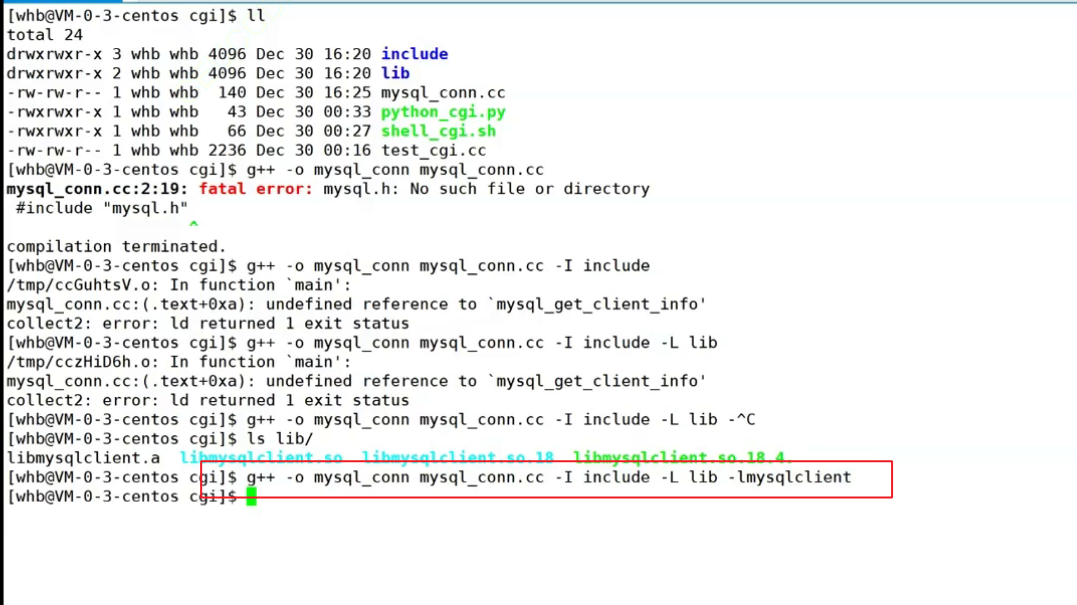 [whb@VM-0-3-centos cgi]$ ll
total 24
drwxrwxr-x 3 whb whb 4096 Dec 30 16:20 include
drwxrwxr-x 2 whb whb 4096 Dec 30 16:20 lib
-rw-rw-r-- 1 whb whb  140 Dec 30 16:25 mysql_conn.cc
-rwxrwxr-x 1 whb whb   43 Dec 30 00:33 python_cgi.py
-rwxrwxr-x 1 whb whb   66 Dec 30 00:27 shell_cgi.sh
-rw-rw-r-- 1 whb whb 2236 Dec 30 00:16 test_cgi.cc
[whb@VM-0-3-centos cgi]$ g++ -o mysql_conn mysql_conn.cc
mysql_conn.cc:2:19: fatal error: mysql.h: No such file or directory
 #include "mysql.h"
                   ^
compilation terminated.
[whb@VM-0-3-centos cgi]$ g++ -o mysql_conn mysql_conn.cc -I include
/tmp/ccGuhtsV.o: In function `main':
mysql_conn.cc:(.text+0xa): undefined reference to `mysql_get_client_info'
collect2: error: ld returned 1 exit status
[whb@VM-0-3-centos cgi]$ g++ -o mysql_conn mysql_conn.cc -I include -L lib
/tmp/cczHiD6h.o: In function `main':
mysql_conn.cc:(.text+0xa): undefined reference to `mysql_get_client_info'
collect2: error: ld returned 1 exit status
[whb@VM-0-3-centos cgi]$ g++ -o mysql_conn mysql_conn.cc -I include -L lib -^C
[whb@VM-0-3-centos cgi]$ ls lib/
libmysqlclient.a  libmysqlclient.so  libmysqlclient.so.18  libmysqlclient.so.18.4.
[whb@VM-0-3-centos cgi]$ g++ -o mysql_conn mysql_conn.cc -I include -L lib -lmysqlclient
[whb@VM-0-3-centos cgi]$